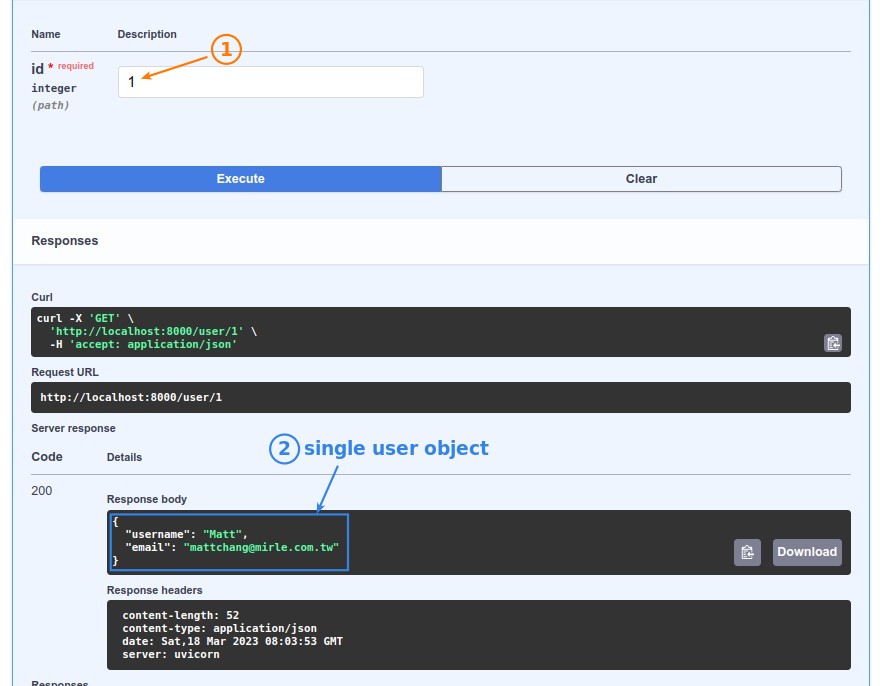 Name Description
1
id * required
integer
(path)
1
Execute Clear
Responses
Curl
curl -X 'GET' \
'http://localhost:8000/user/1' \
-H 'accept: application/json'
Request URL
http://localhost:8000/user/1
Server response
2 single user object
Code Details
200
Response body
{
"username": "Matt",
"email": "mattchang@mirle.com.tw"
}
Download
Response headers
content-length: 52
content-type: application/json
date: Sat,18 Mar 2023 08:03:53 GMT
server: uvicorn
Responses